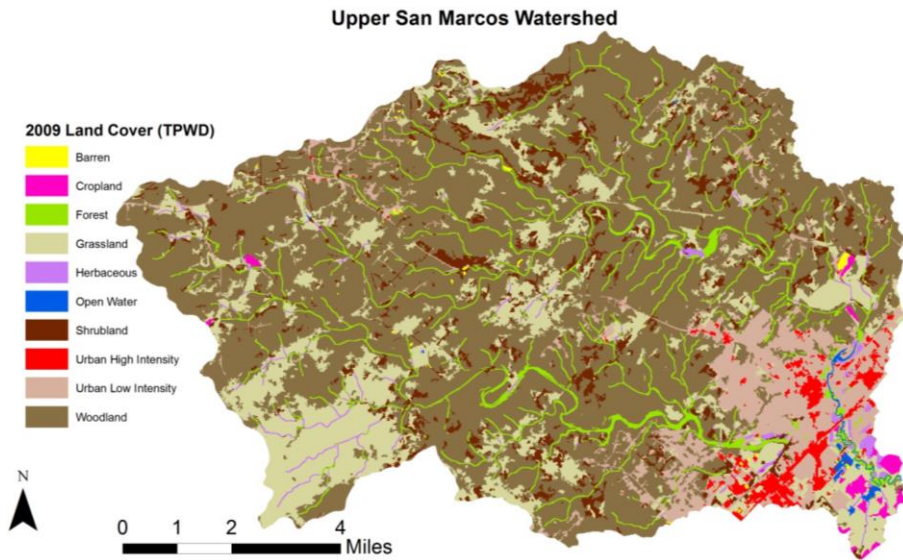 Upper San Marcos Watershed
2009 Land Cover (TPWD)
Barren
Cropland
Forest
Grassland
Herbaceous
Open Water
Shrubland
Urban High Intensity
Urban Low Intensity
Woodland
N
0 1 2 4
Miles